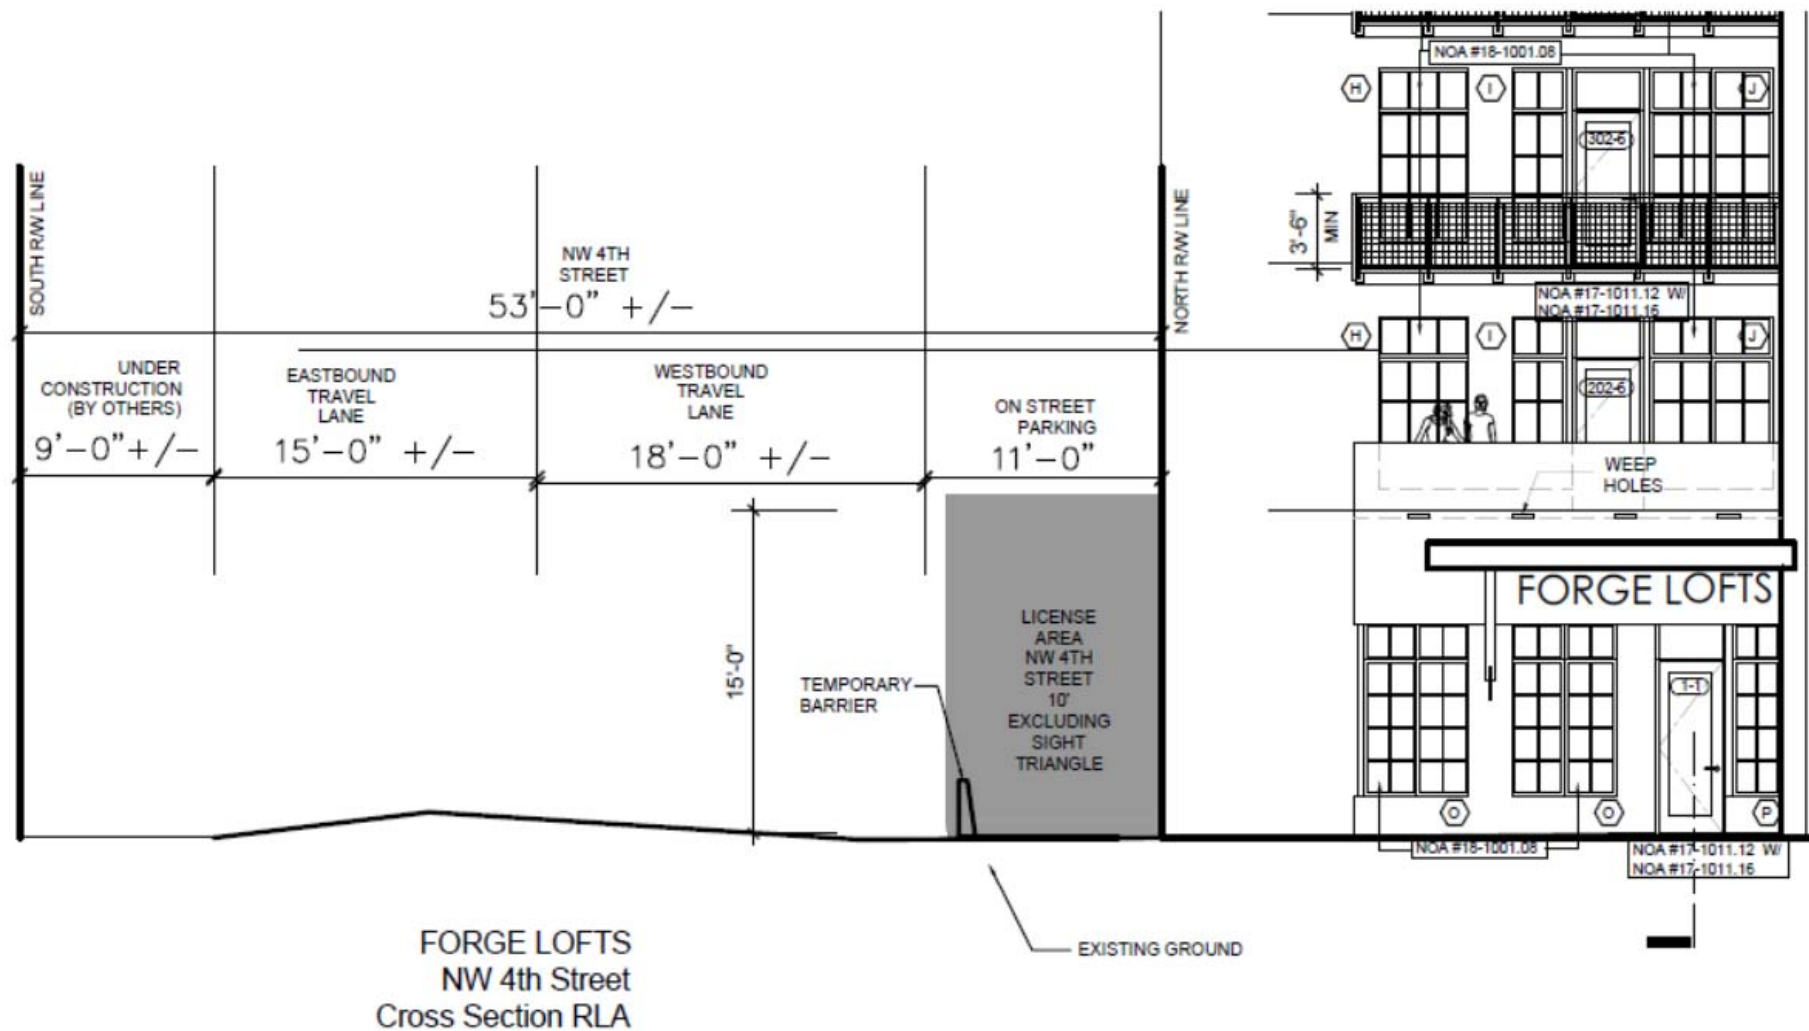 NOA #18-1001.08
H
I
J
302-6
SOUTH R/W LINE
NORTH R/W LINE
3'-6"
MIN
NW 4TH
STREET
53'-0" +/-
NOA #17-1011.12 W/
NOA #17-1011.16
H
I
J
UNDER
CONSTRUCTION
(BY OTHERS)
9'-0"+/-
EASTBOUND
TRAVEL
LANE
15'-0" +/-
WESTBOUND
TRAVEL
LANE
18'-0" +/-
ON STREET
PARKING
11'-0"
202-6
WEEP
HOLES
FORGE LOFTS
15'-0"
TEMPORARY
BARRIER
LICENSE
AREA
NW 4TH
STREET
10'
EXCLUDING
SIGHT
TRIANGLE
1-1
O
O
P
NOA #18-1001.08
NOA #17-1011.12 W/
NOA #17-1011.16
EXISTING GROUND
FORGE LOFTS
NW 4th Street
Cross Section RLA